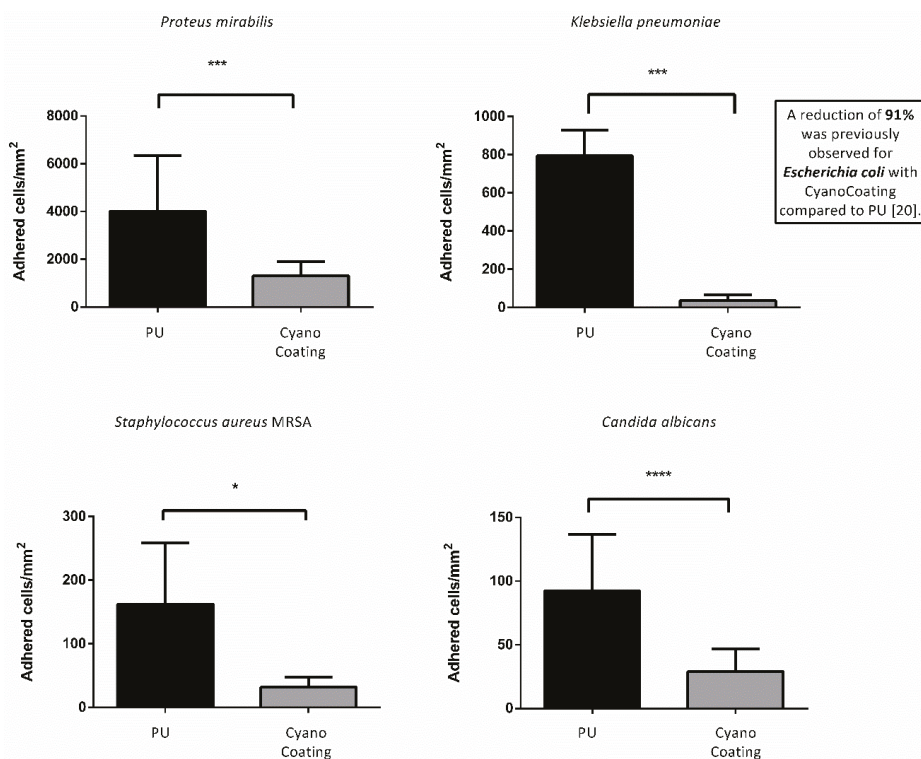 Proteus mirabilis
***
Adhered cells/mm²
8000
6000
4000
2000
0
PU
Cyano
Coating
Klebsiella pneumoniae
***
Adhered cells/mm²
1000
800
600
400
200
0
PU
Cyano
Coating
A reduction of 91%
was previously
observed for
Escherichia coli with
CyanoCoating
compared to PU [20].
Staphylococcus aureus MRSA
*
Adhered cells/mm²
300
200
100
0
PU
Cyano
Coating
Candida albicans
****
Adhered cells/mm²
150
100
50
0
PU
Cyano
Coating